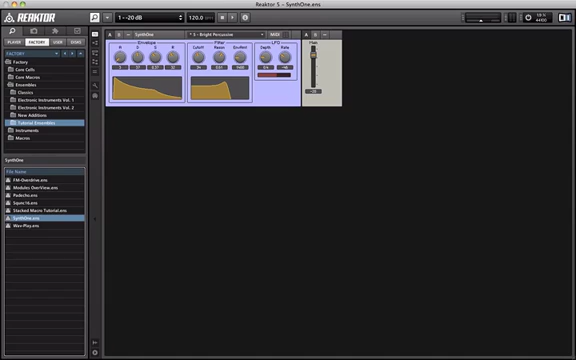 Reaktor 5 - SynthOne.ens
REAKTOR
1 - -20 dB
120.0
PLAYER FACTORY USER DISKS
FACTORY
Factory
Core Cells
Core Macros
Ensembles
Classics
Electronic Instruments Vol. 1
Electronic Instruments Vol. 2
New Additions
Tutorial Ensembles
Instruments
Macros
SynthOne
File Name
FM-Overdrive.ens
Modules OverView.ens
Padecho.ens
Squnc16.ens
Stacked Macro Tutorial.ens
SynthOne.ens
Wav-Play.ens
A B SynthOne
1 - Bright Percussive
MIDI
Envelope
A D S R
Filter
Cutoff Reson EnvAmt
LFO
Depth Rate
A B
-20